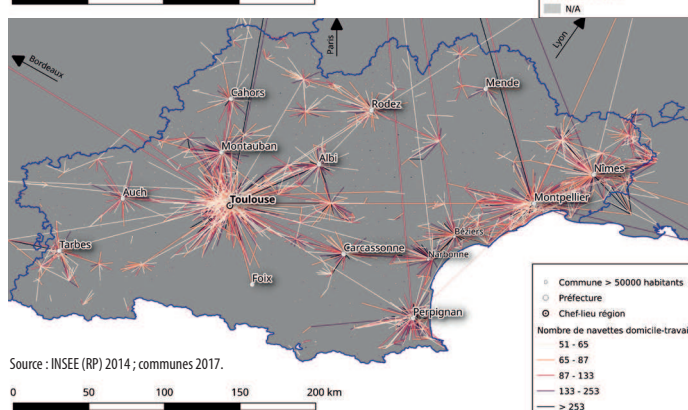 N/A
Bordeaux
Paris
Lyon
Cahors
Mende
Rodez
Montauban
Albi
Nîmes
Auch
Toulouse
Montpellier
Béziers
Tarbes
Carcassonne
Narbonne
Foix
Perpignan
Commune > 50000 habitants
Préfecture
Chef-lieu région
Nombre de navettes domicile-travai
51 - 65
65 - 87
87 - 133
133 - 253
> 253
Source : INSEE (RP) 2014 ; communes 2017.
0 50 100 150 200 km